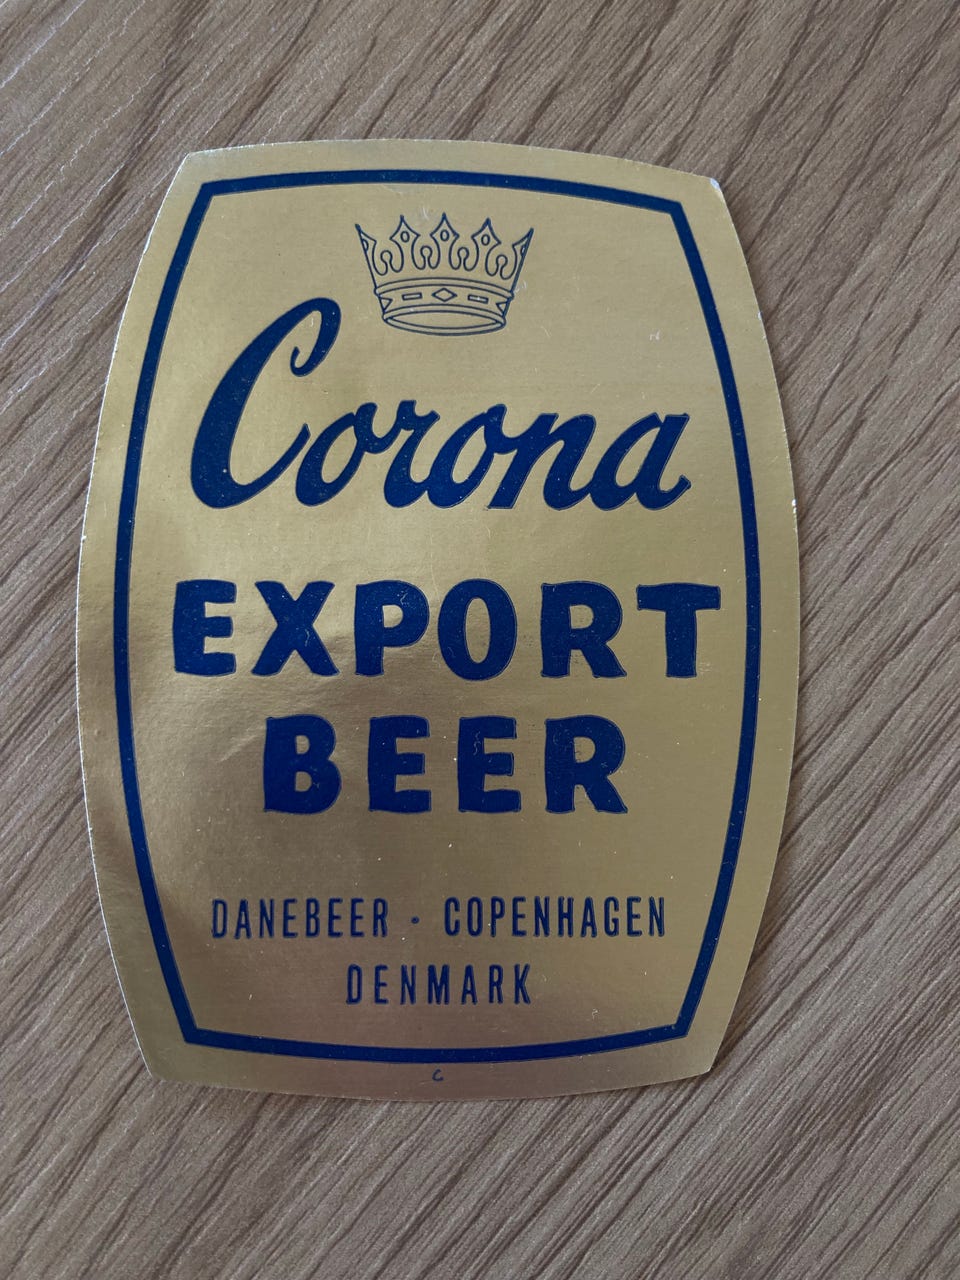 Corona
EXPORT
BEER
DANEBEER · COPENHAGEN
DENMARK
C